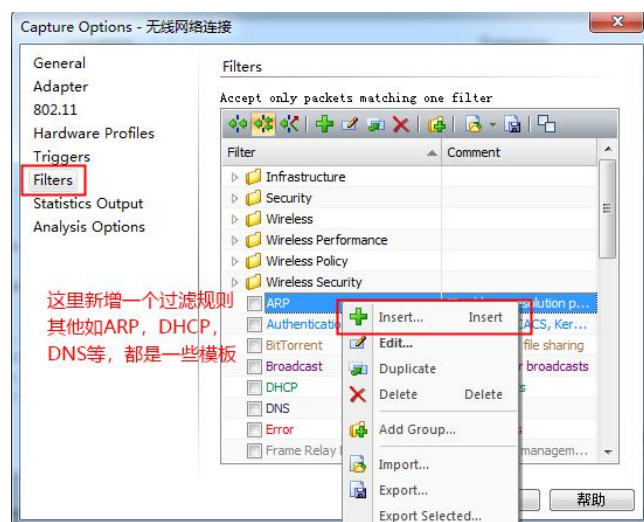 Capture Options - 无线网络连接
General
Adapter
802.11
Hardware Profiles
Triggers
Filters
Statistics Output
Analysis Options
Filters
Accept only packets matching one filter
Filter Comment
Infrastructure
Security
Wireless
Wireless Performance
Wireless Policy
Wireless Security
ARP
Authenticatio CACS, Ker...
BitTorrent file sharing
Broadcast broadcasts
DHCP
DNS
Error
Frame Relay managem...
Insert... Insert
Edit...
Duplicate
Delete Delete
Add Group...
Import...
Export...
Export Selected...
这里新增一个过滤规则
其他如ARP，DHCP，
DNS等，都是一些模板
帮助